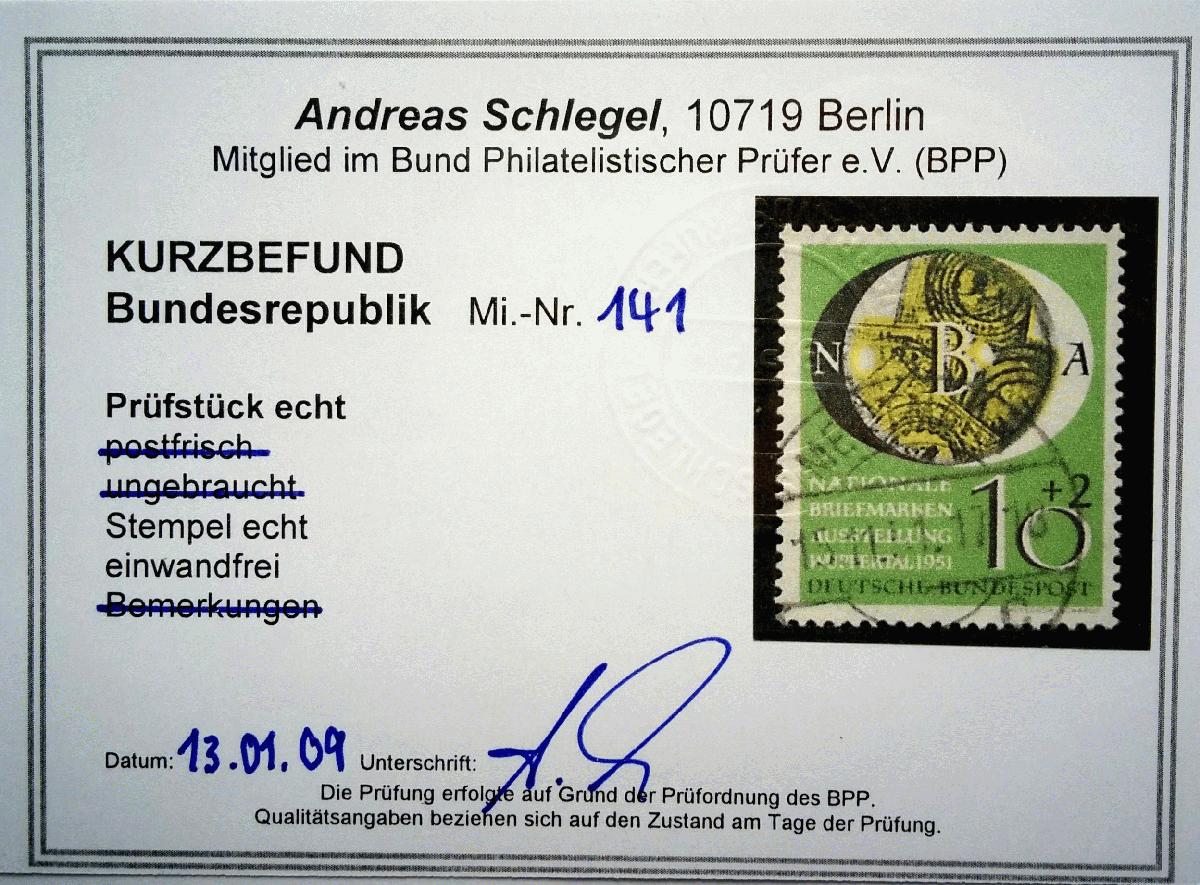 Andreas Schlegel, 10719 Berlin
Mitglied im Bund Philatelistischer Prüfer e.V. (BPP)
KURZBEFUND
Bundesrepublik Mi.-Nr. 141
Prüfstück echt
postfrisch
ungebraucht
Stempel echt
einwandfrei
Bemerkungen
N B A
NATIONALE
BRIEFMARKEN
AUSSTELLUNG
WUPPERTAL 1951
10+2
DEUTSCHE BUNDESPOST
Datum: 13.01.09 Unterschrift:
Die Prüfung erfolgte auf Grund der Prüfordnung des BPP.
Qualitätsangaben beziehen sich auf den Zustand am Tage der Prüfung.